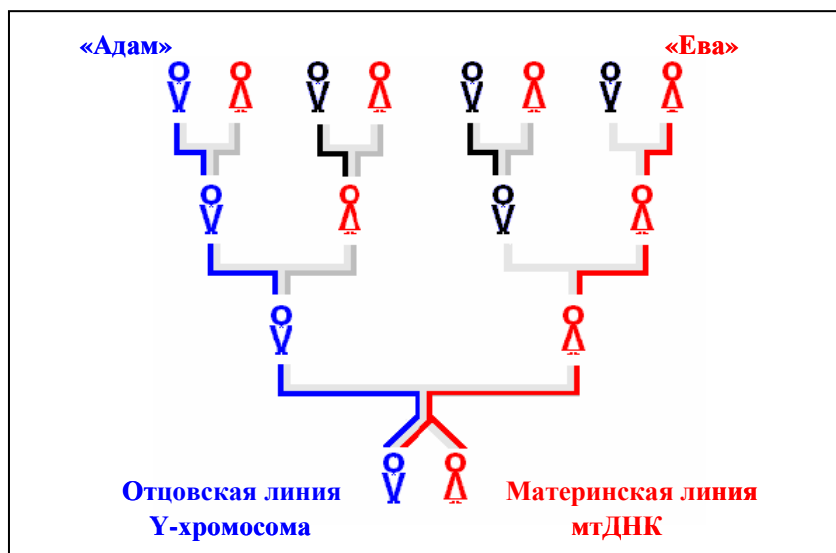 «Адам» «Ева»
Отцовская линия Материнская линия
Y-хромосома мтДНК